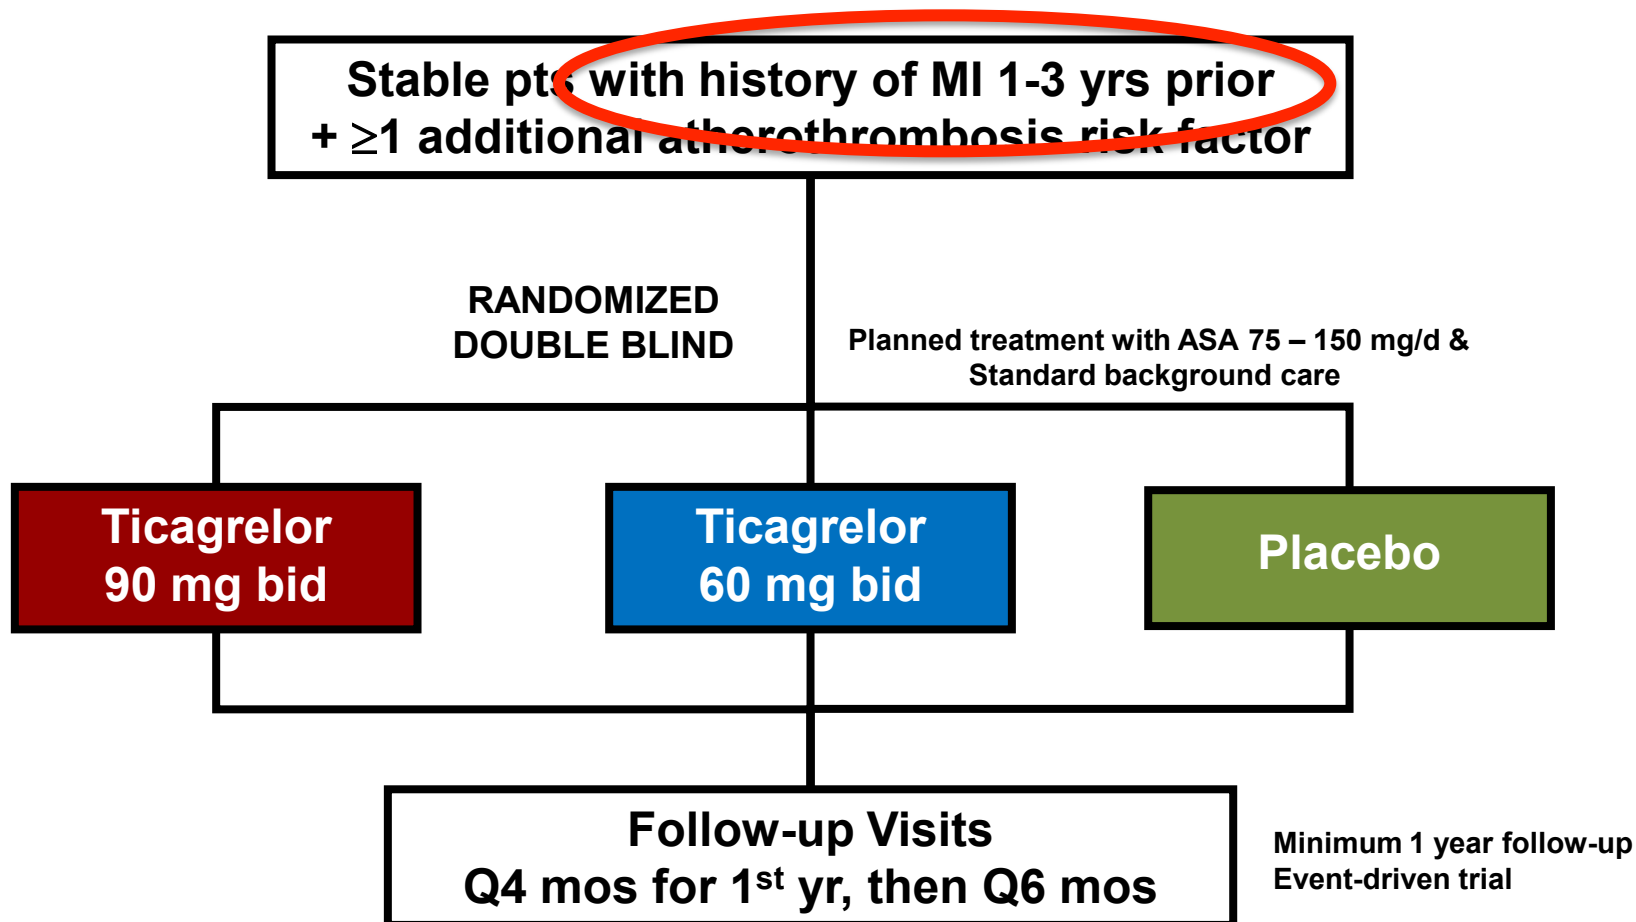 Stable pts with history of MI 1-3 yrs prior
+ ≥1 additional atherothrombosis risk factor
RANDOMIZED
DOUBLE BLIND
Planned treatment with ASA 75 – 150 mg/d &
Standard background care
Ticagrelor
90 mg bid
Ticagrelor
60 mg bid
Placebo
Follow-up Visits
Q4 mos for 1st yr, then Q6 mos
Minimum 1 year follow-up
Event-driven trial